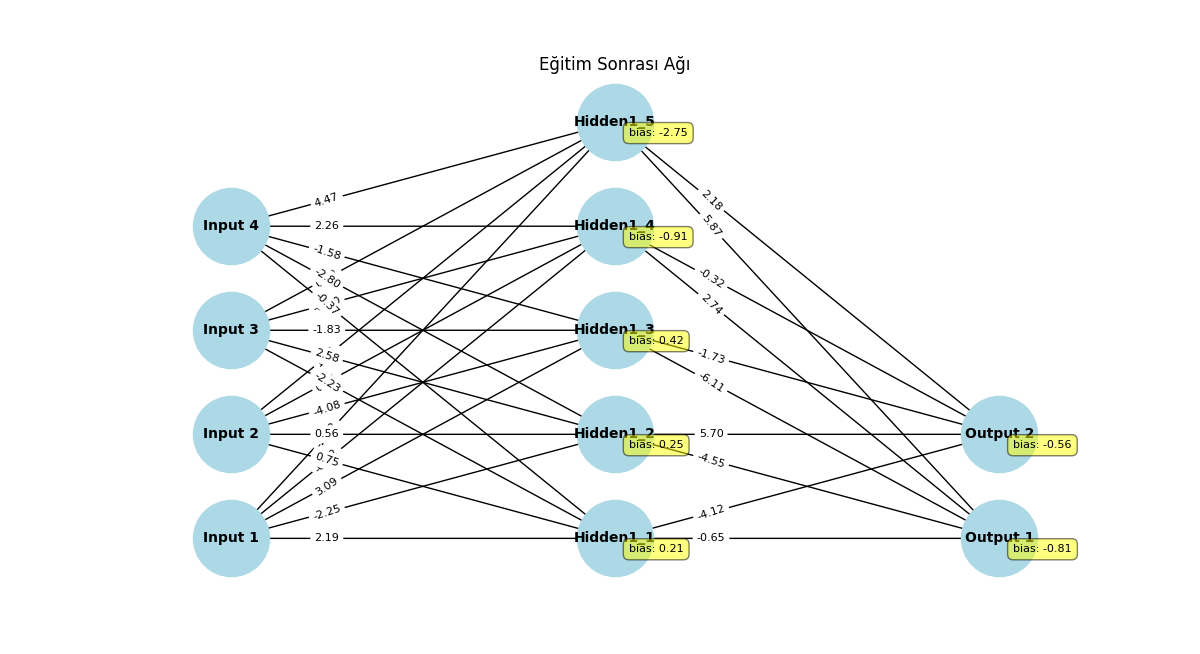 Eğitim Sonrası Ağı
Hidden1_5
bias: -2.75
4.47
2.18
Input 4
2.26
Hidden1_4
bias: -0.91
5.87
-1.58
-2.80
-0.32
-0.37
2.74
Input 3
-1.83
Hidden1_3
bias: 0.42
2.58
-1.73
-2.23
-6.11
-4.08
Input 2
0.56
Hidden1_2
bias: 0.25
5.70
Output 2
bias: -0.56
0.75
-4.55
3.09
-2.25
-4.12
Input 1
2.19
Hidden1_1
bias: 0.21
-0.65
Output 1
bias: -0.81